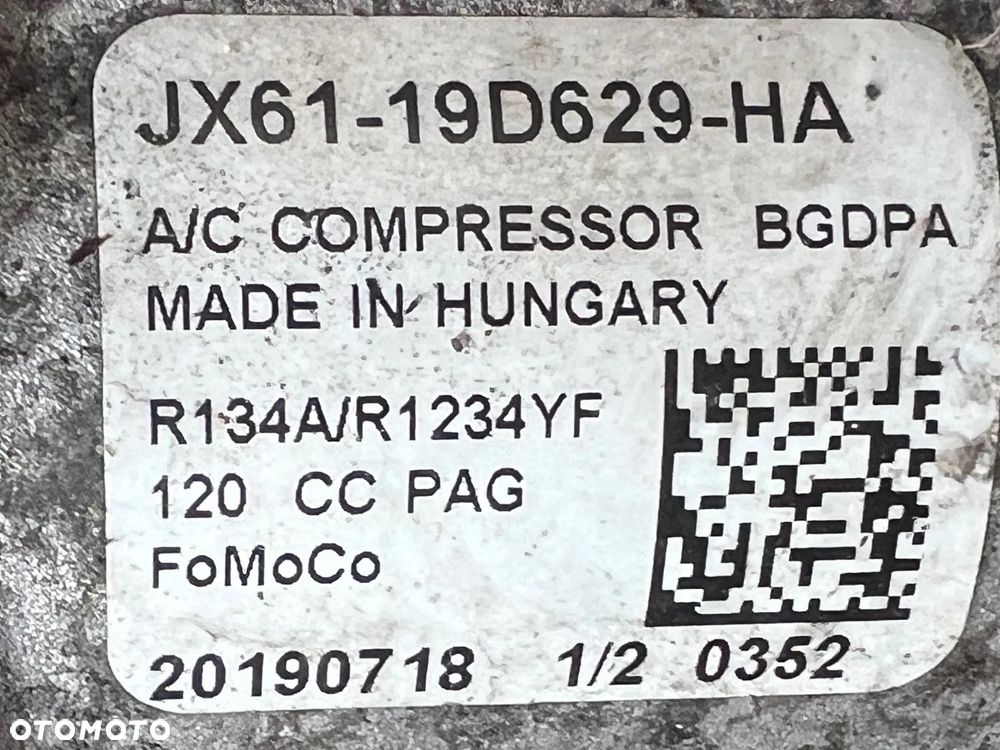 JX61-19D629-HA
A/C COMPRESSOR BGDPA
MADE IN HUNGARY
R134A/R1234YF
120 CC PAG
FoMoCo
20190718 1/2 0352
OTOMOTO